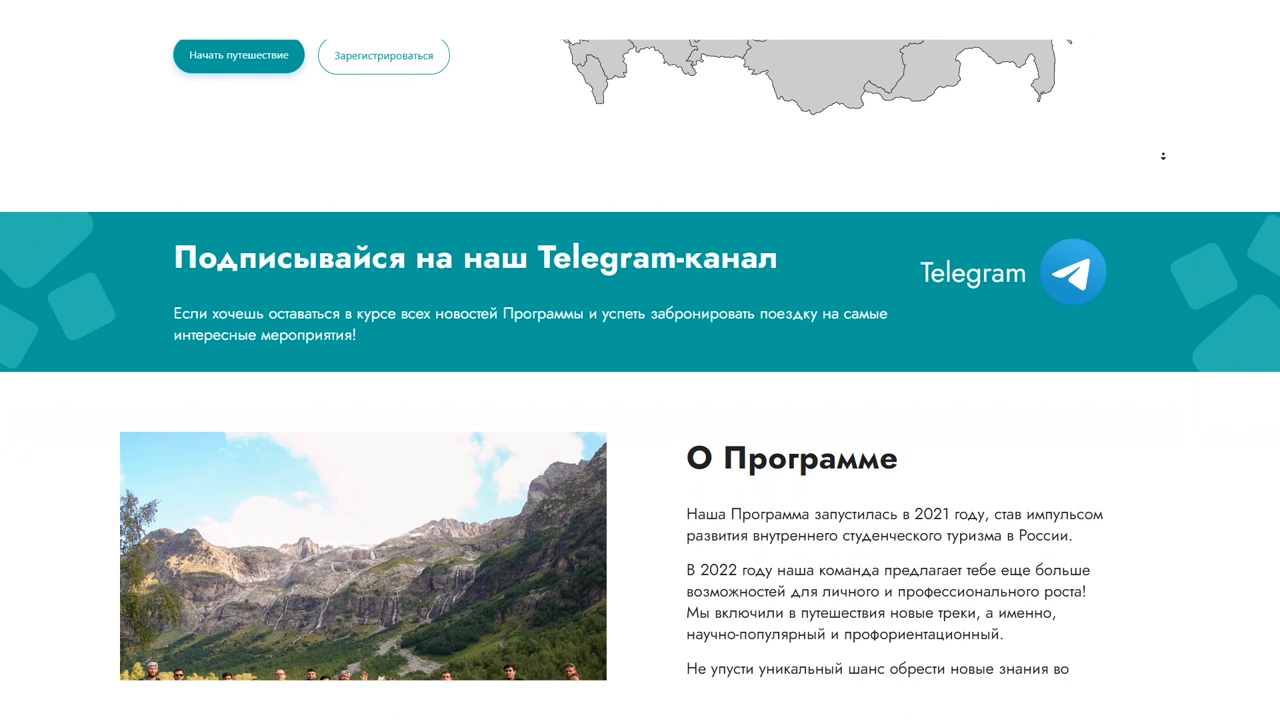 Начать путешествие
Зарегистрироваться
Подписывайся на наш Telegram-канал
Telegram
Если хочешь оставаться в курсе всех новостей Программы и успеть забронировать поездку на самые
интересные мероприятия!
О Программе
Наша Программа запустилась в 2021 году, став импульсом
развития внутреннего студенческого туризма в России.
В 2022 году наша команда предлагает тебе еще больше
возможностей для личного и профессионального роста!
Мы включили в путешествия новые треки, а именно,
научно-популярный и профориентационный.
Не упусти уникальный шанс обрести новые знания во